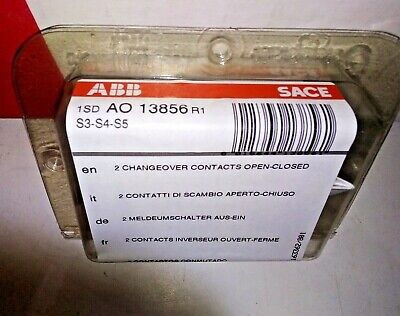 ABB SACE
1SD AO 13856 R1
S3-S4-S5
en 2 CHANGEOVER CONTACTS OPEN-CLOSED
it 2 CONTATTI DI SCAMBIO APERTO-CHIUSO
de 2 MELDEUMSCHALTER AUS-EIN
fr 2 CONTACTS INVERSEUR OUVERT-FERME